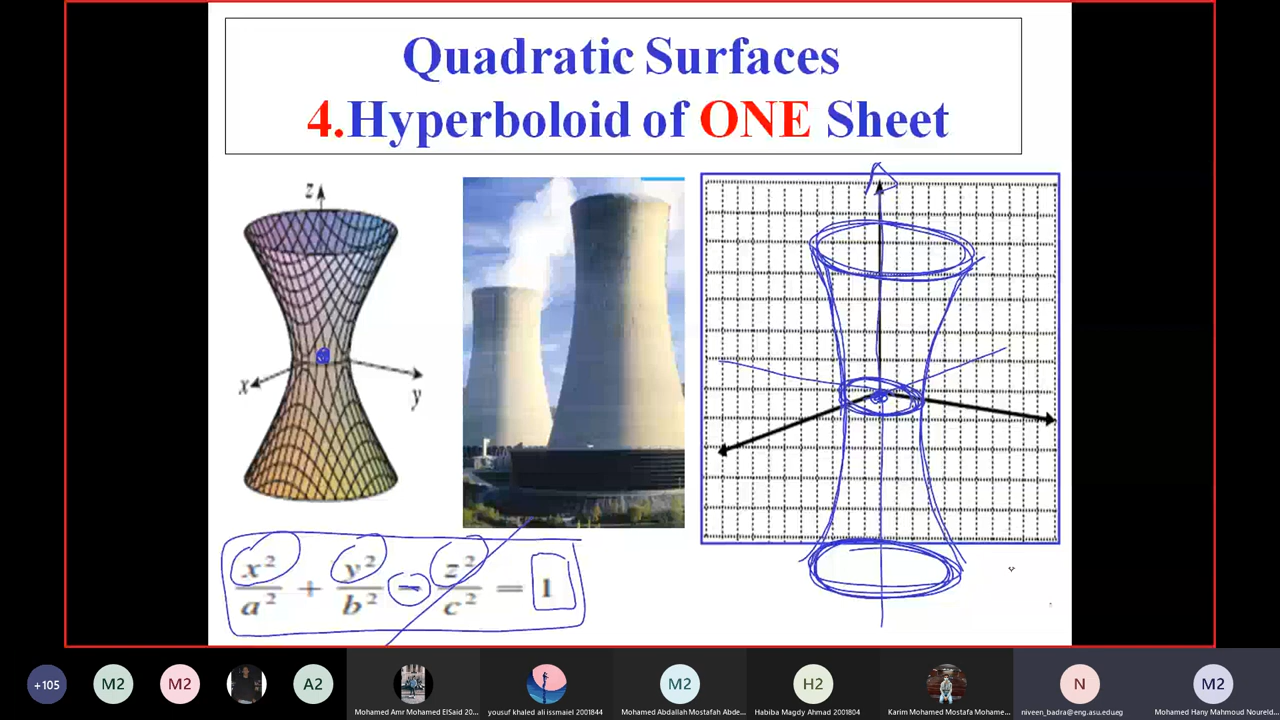 Quadratic Surfaces
4.Hyperboloid of ONE Sheet
z
x
y
x² / a² + y² / b² − z² / c² = 1
+105
M2
M2
A2
M2
H2
N
M2
Mohamed Amr Mohamed ElSaid 20...
yousuf khaled ali issmaiel 2001844
Mohamed Abdallah Mostafah Abde...
Habiba Magdy Ahmad 2001804
Karim Mohamed Mostafa Mohame...
niveen_badra@eng.asu.edueg
Mohamed Hany Mahmoud Noureld...